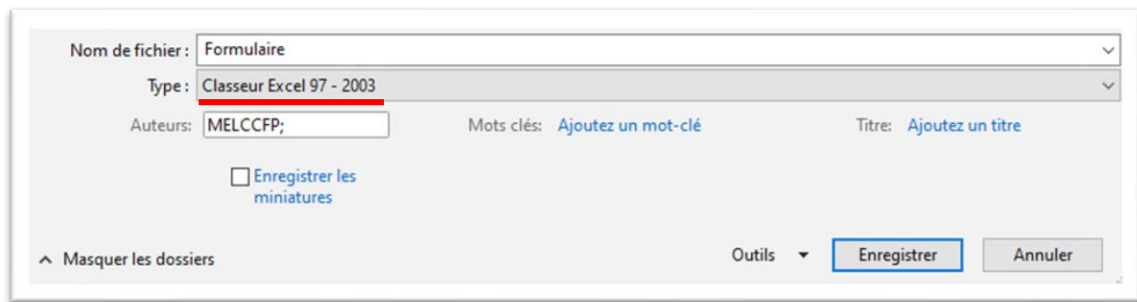 Nom de fichier : Formulaire
Type : Classeur Excel 97 - 2003
Auteurs: MELCCFP; Mots clés: Ajoutez un mot-clé Titre: Ajoutez un titre
Enregistrer les
miniatures
Masquer les dossiers Outils Enregistrer Annuler